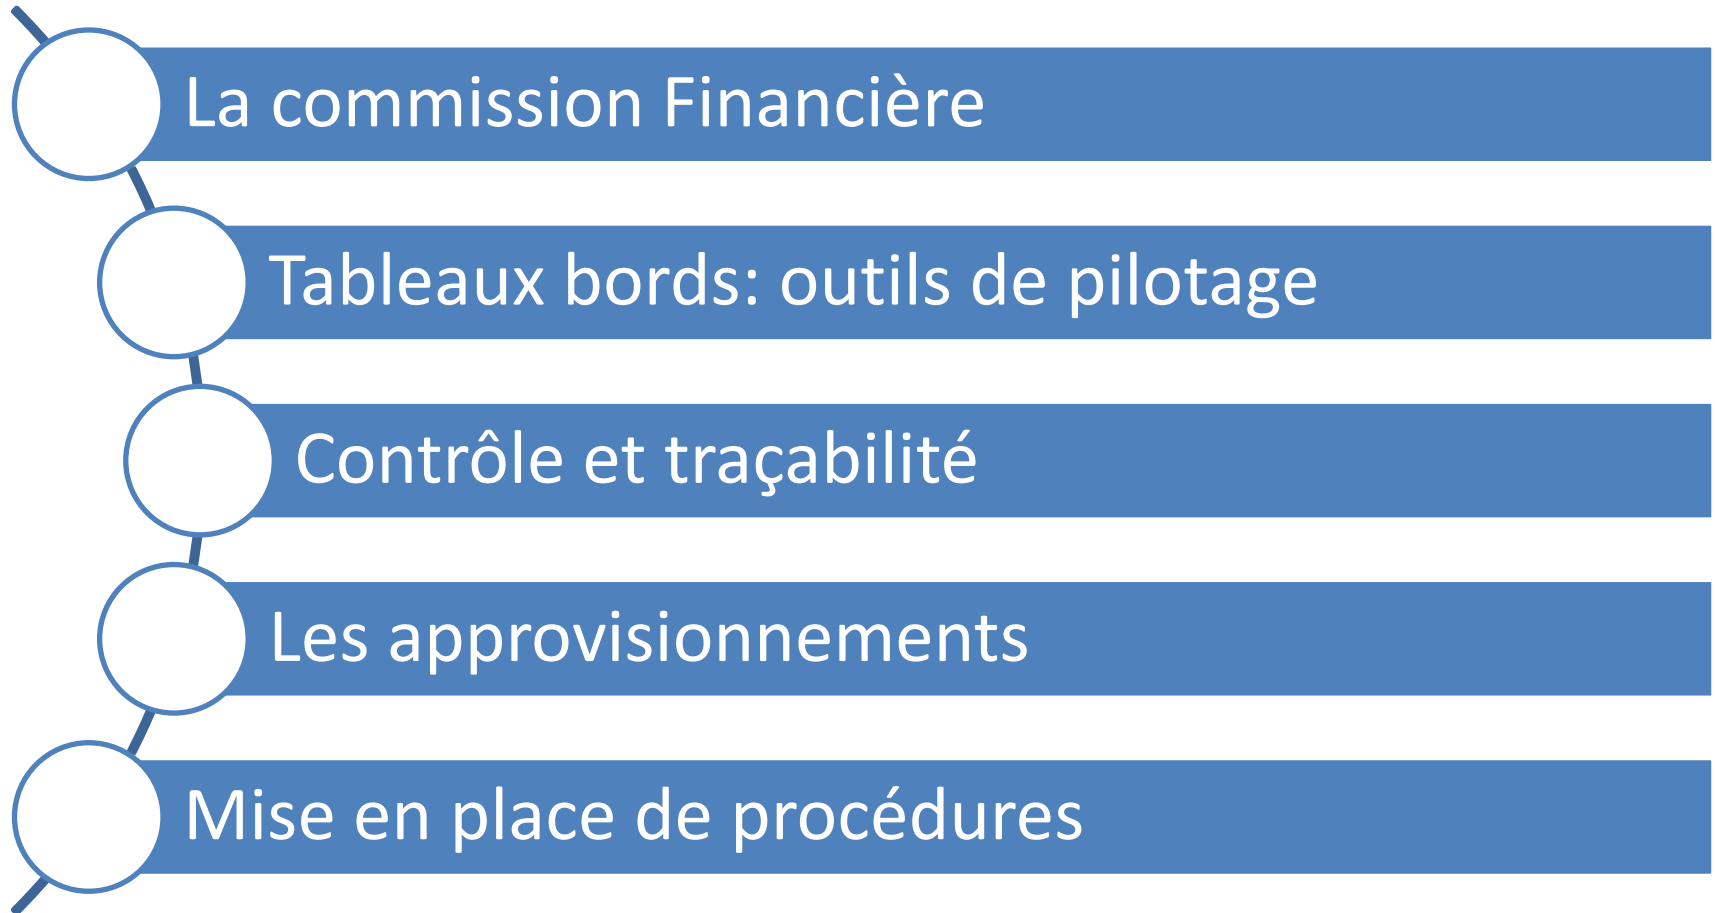 La commission Financière
Tableaux bords: outils de pilotage
Contrôle et traçabilité
Les approvisionnements
Mise en place de procédures